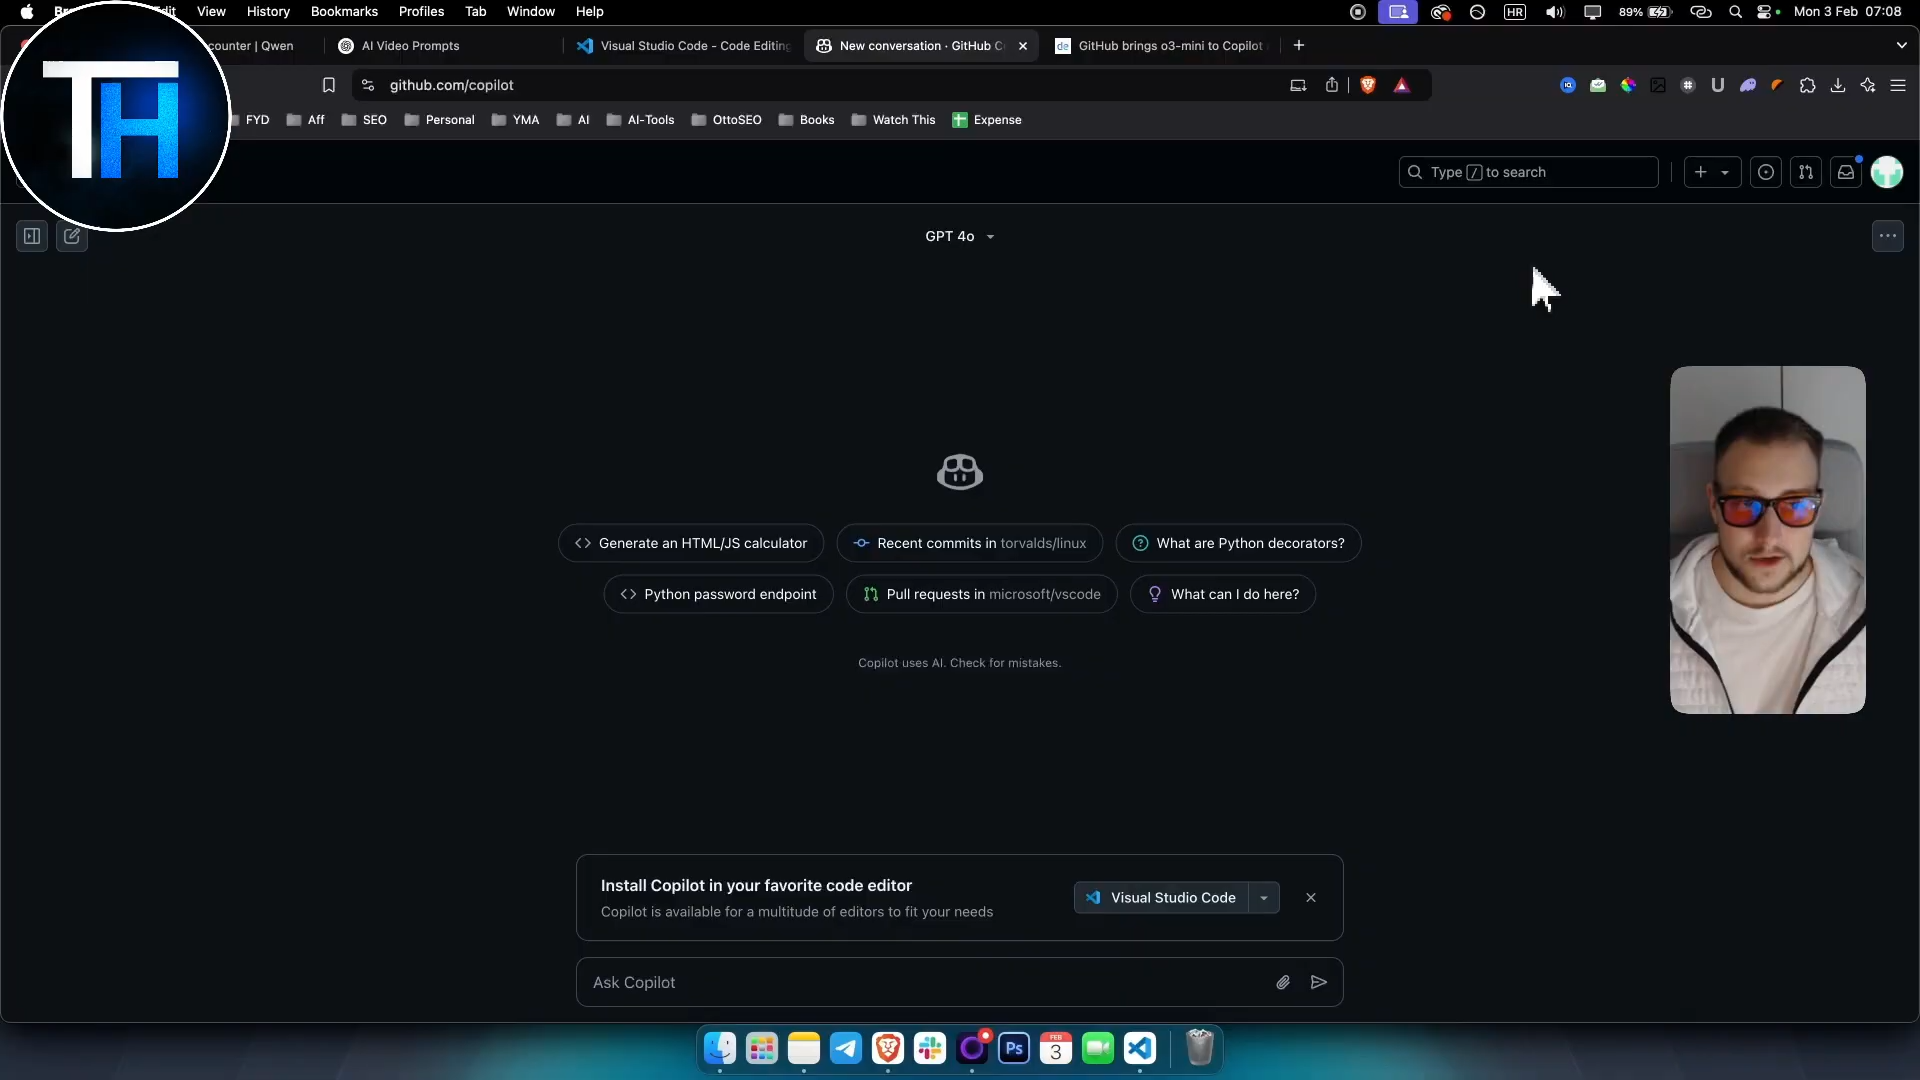 Edit View History Bookmarks Profiles Tab Window Help HR 89% Mon 3 Feb 07:08
counter | Qwen AI Video Prompts Visual Studio Code - Code Editing New conversation · GitHub C GitHub brings o3-mini to Copilot
github.com/copilot
FYD Aff SEO Personal YMA AI AI-Tools OttoSEO Books Watch This Expense
TH
Type / to search
GPT 4o
Generate an HTML/JS calculator Recent commits in torvalds/linux What are Python decorators?
Python password endpoint Pull requests in microsoft/vscode What can I do here?
Copilot uses AI. Check for mistakes.
Install Copilot in your favorite code editor
Copilot is available for a multitude of editors to fit your needs
Visual Studio Code
Ask Copilot
Ps FEB 3